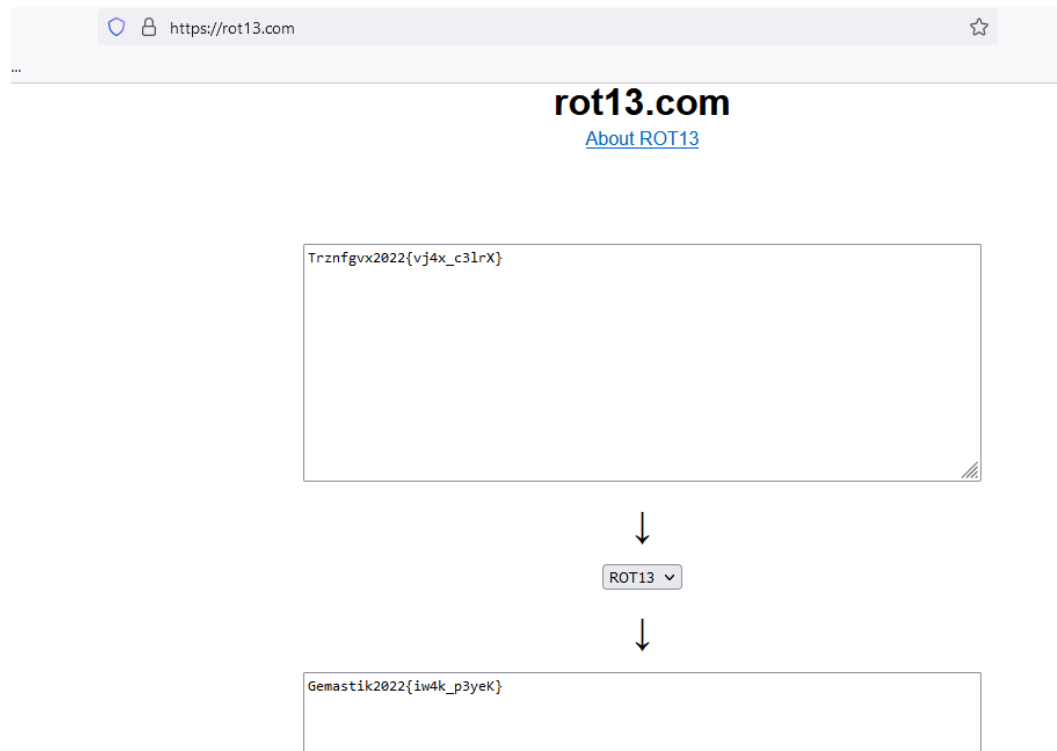 https://rot13.com
...
rot13.com
About ROT13
Trznfgvx2022{vj4x_c3lrX}
↓
ROT13
↓
Gemastik2022{iw4k_p3yeK}